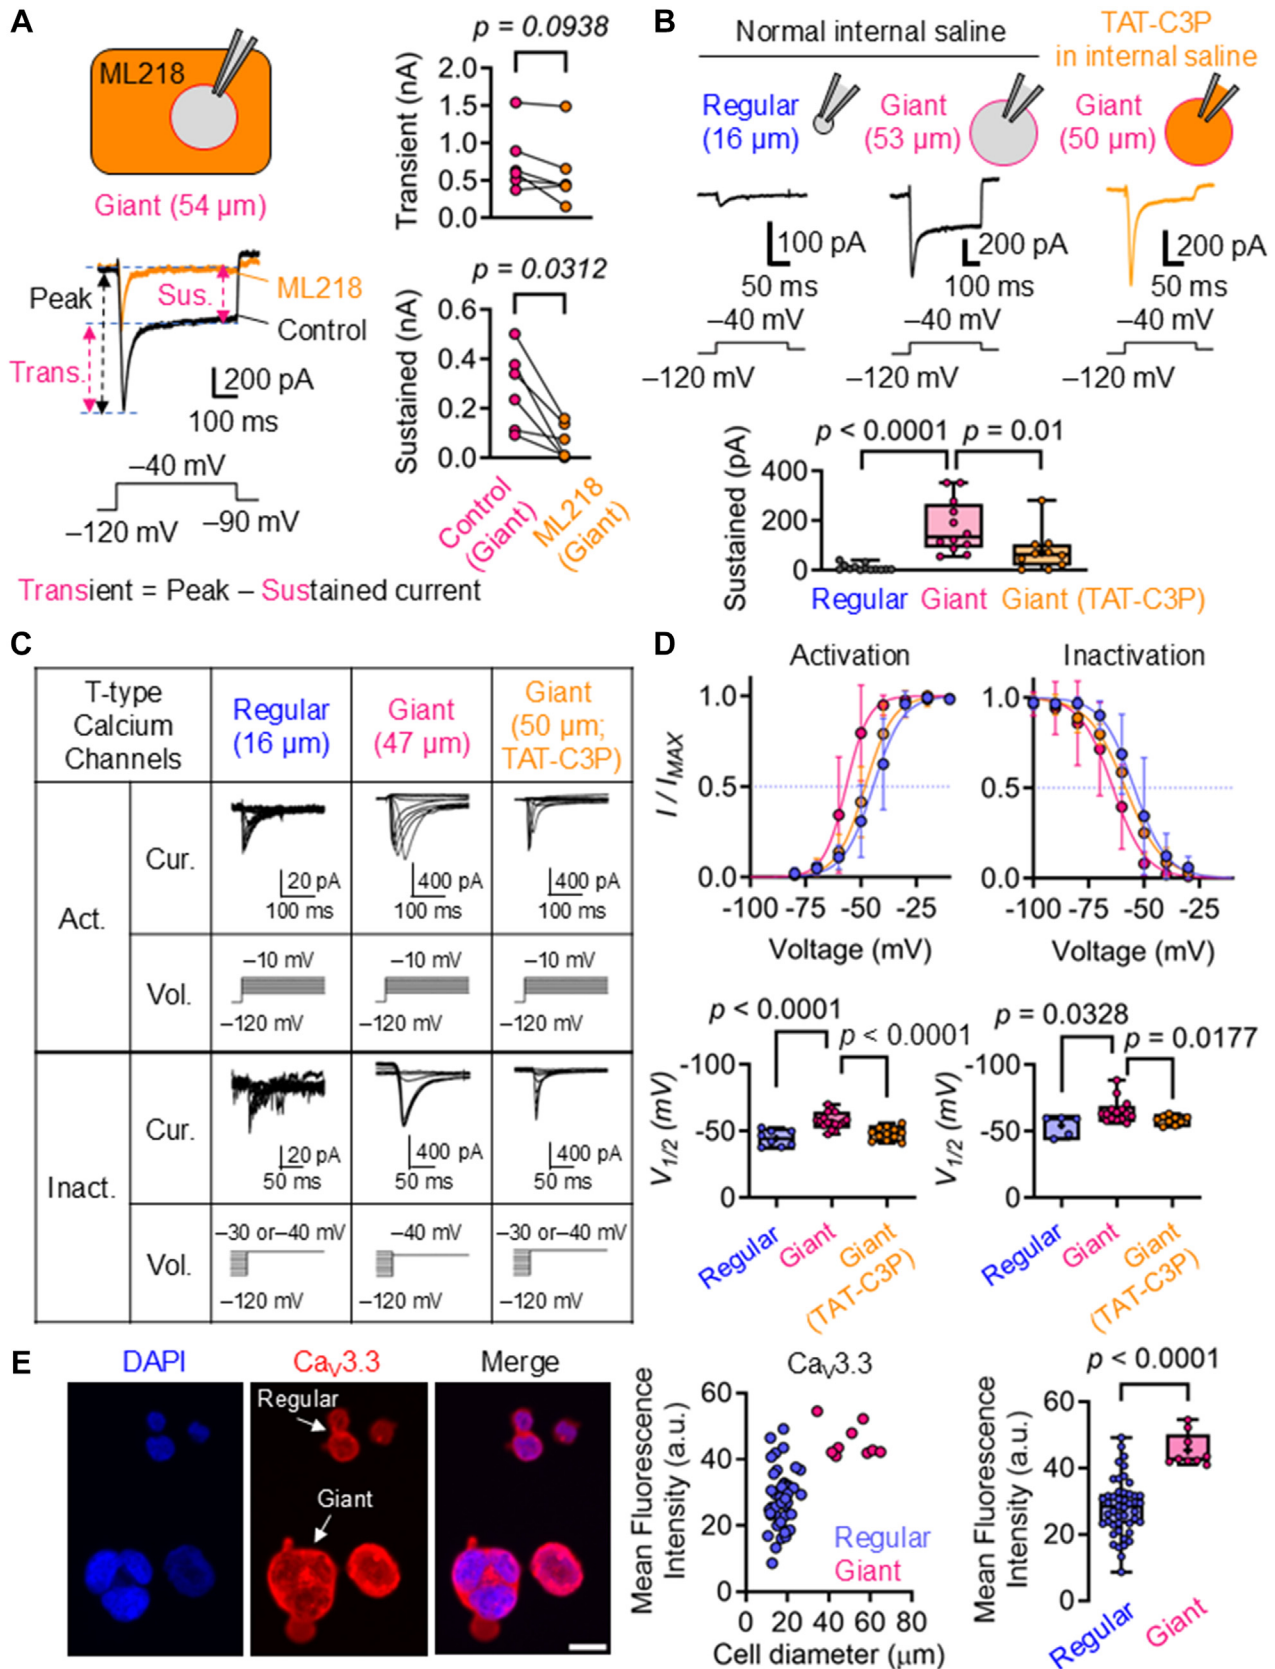 A
ML218
Giant (54 µm)
Peak
Trans.
Sus.
ML218
Control
200 pA
100 ms
–40 mV
–120 mV
–90 mV
Transient = Peak – Sustained current
p = 0.0938
Transient (nA)
2.0
1.5
1.0
0.5
0.0
p = 0.0312
Sustained (nA)
0.6
0.4
0.2
0.0
Control
(Giant)
ML218
(Giant)
B
Normal internal saline
TAT-C3P
in internal saline
Regular
(16 µm)
Giant
(53 µm)
Giant
(50 µm)
100 pA
50 ms
200 pA
100 ms
200 pA
50 ms
–40 mV
–40 mV
–40 mV
–120 mV
–120 mV
–120 mV
p < 0.0001
p = 0.01
Sustained (pA)
400
200
0
Regular
Giant
Giant (TAT-C3P)
C
T-type
Calcium
Channels
Regular
(16 µm)
Giant
(47 µm)
Giant
(50 µm;
TAT-C3P)
Act.
Cur.
20 pA
100 ms
400 pA
100 ms
400 pA
100 ms
Vol.
–10 mV
–120 mV
–10 mV
–120 mV
–10 mV
–120 mV
Inact.
Cur.
20 pA
50 ms
400 pA
50 ms
400 pA
50 ms
Vol.
–30 or–40 mV
–120 mV
–40 mV
–120 mV
–30 or–40 mV
–120 mV
D
Activation
Inactivation
I / IMAX
1.0
0.5
0.0
-100 -75 -50 -25
Voltage (mV)
1.0
0.5
0.0
-100 -75 -50 -25
Voltage (mV)
p < 0.0001
p < 0.0001
V1/2 (mV)
-100
-50
0
Regular
Giant
Giant
(TAT-C3P)
p = 0.0328
p = 0.0177
V1/2 (mV)
-100
-50
0
Regular
Giant
Giant
(TAT-C3P)
E
DAPI
CaV3.3
Merge
Regular
Giant
CaV3.3
Mean Fluorescence
Intensity (a.u.)
60
40
20
0
Regular
Giant
0 20 40 60 80
Cell diameter (µm)
p < 0.0001
Mean Fluorescence
Intensity (a.u.)
60
40
20
0
Regular
Giant